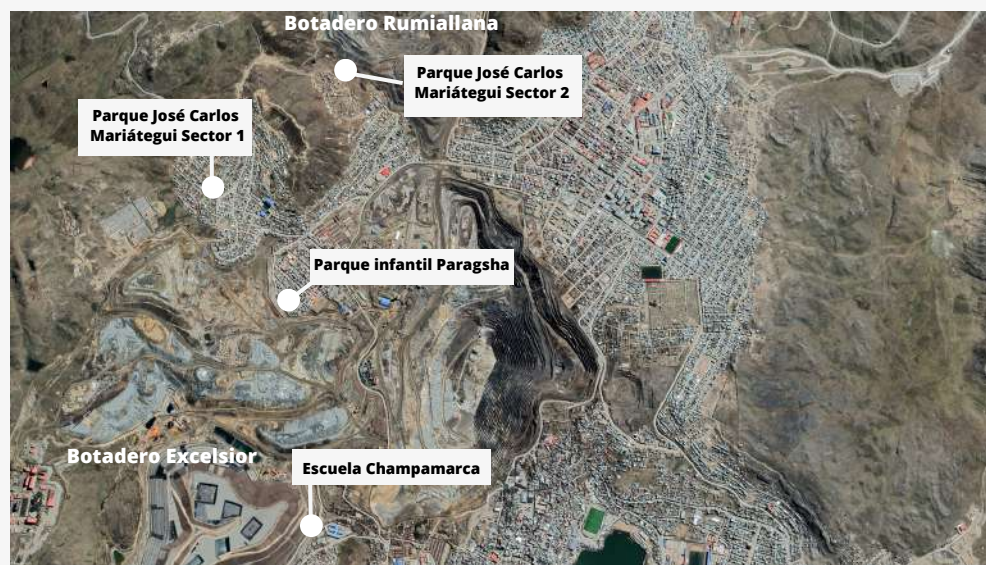 Botadero Rumiallana
Parque José Carlos
Mariátegui Sector 2
Parque José Carlos
Mariátegui Sector 1
Parque infantil Paragsha
Botadero Excelsior
Escuela Champamarca